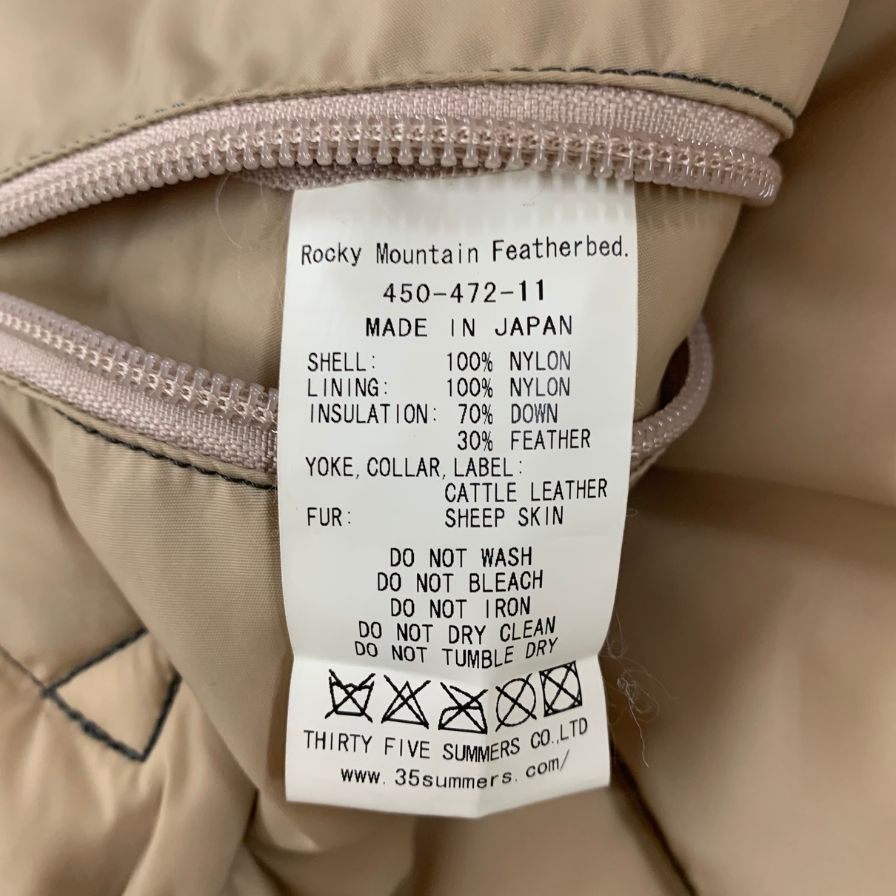 Rocky Mountain Featherbed.
450-472-11
MADE IN JAPAN
SHELL: 100% NYLON
LINING: 100% NYLON
INSULATION: 70% DOWN
30% FEATHER
YOKE, COLLAR, LABEL:
CATTLE LEATHER
FUR: SHEEP SKIN
DO NOT WASH
DO NOT BLEACH
DO NOT IRON
DO NOT DRY CLEAN
DO NOT TUMBLE DRY
THIRTY FIVE SUMMERS CO.,LTD
www.35summers.com/